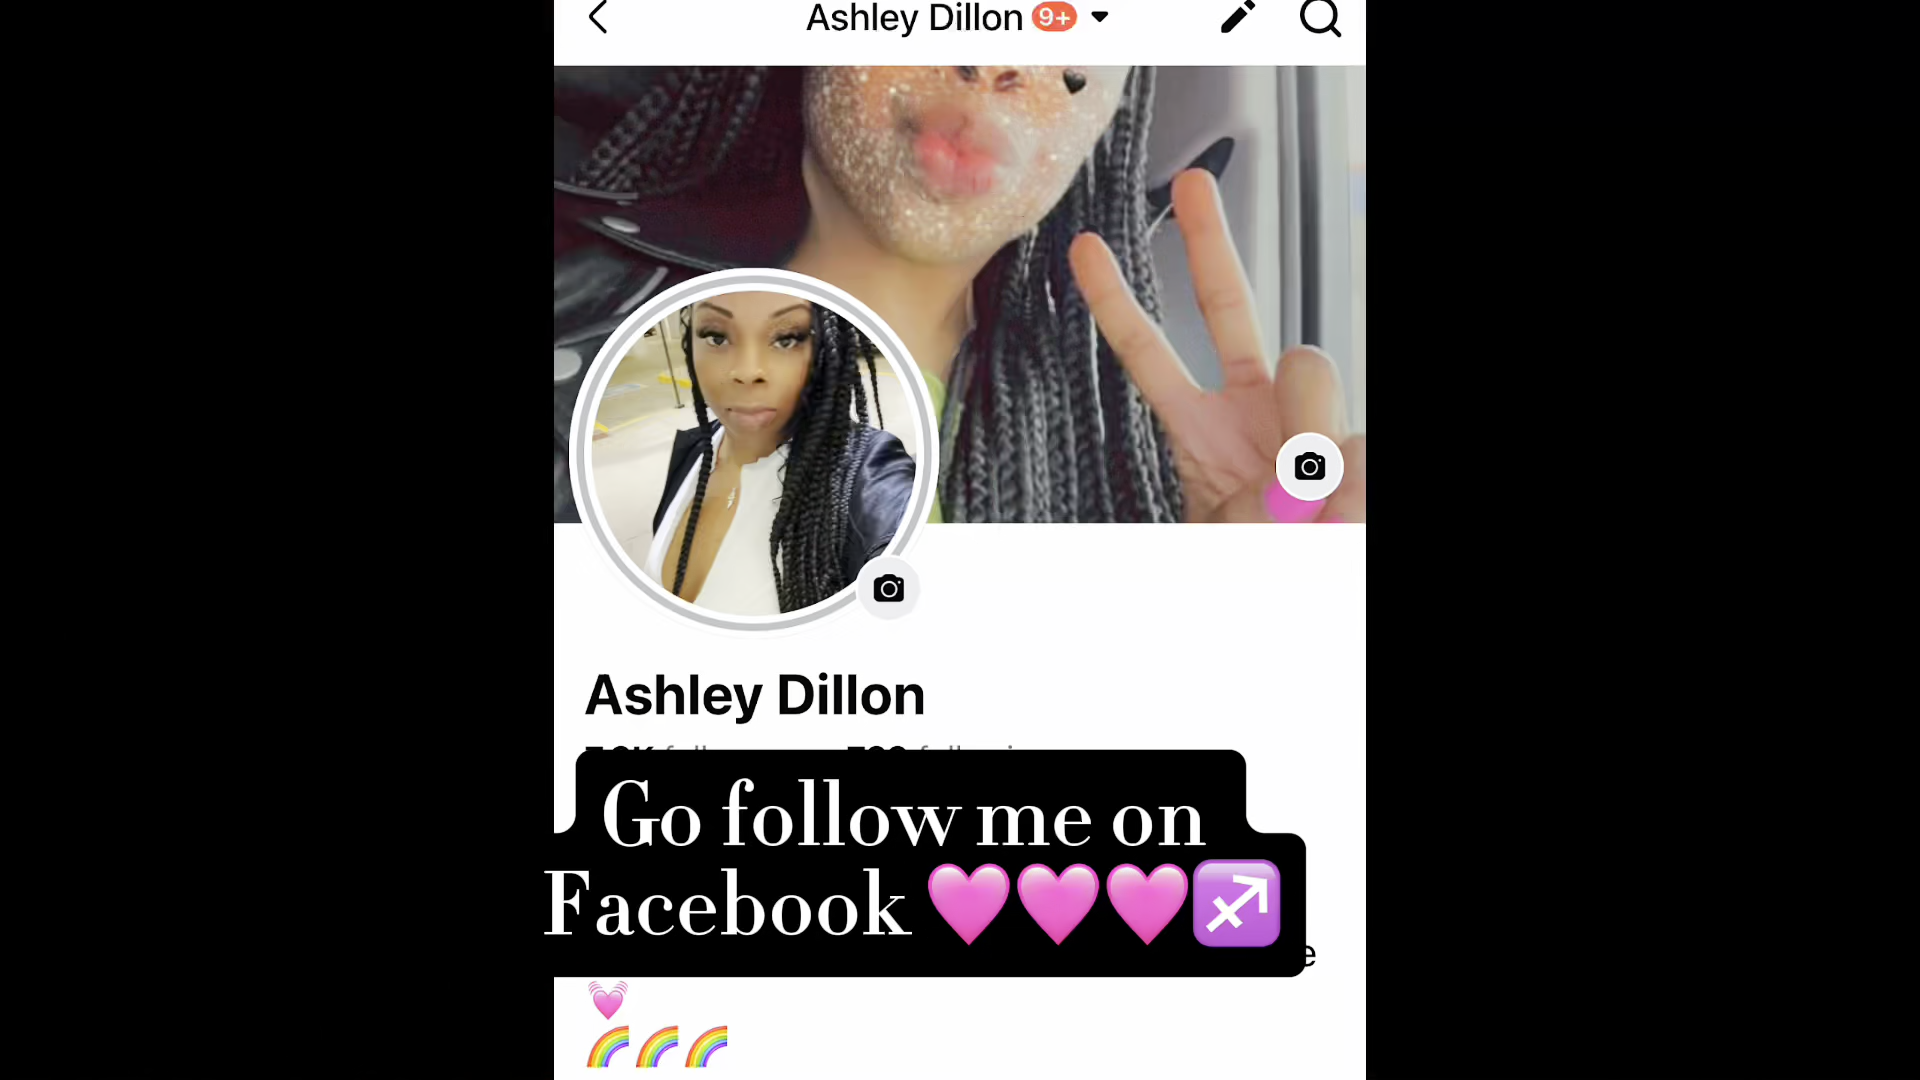 Ashley Dillon 9+
Ashley Dillon
Go follow me on
Facebook 🩷🩷🩷♐
💓
🌈🌈🌈